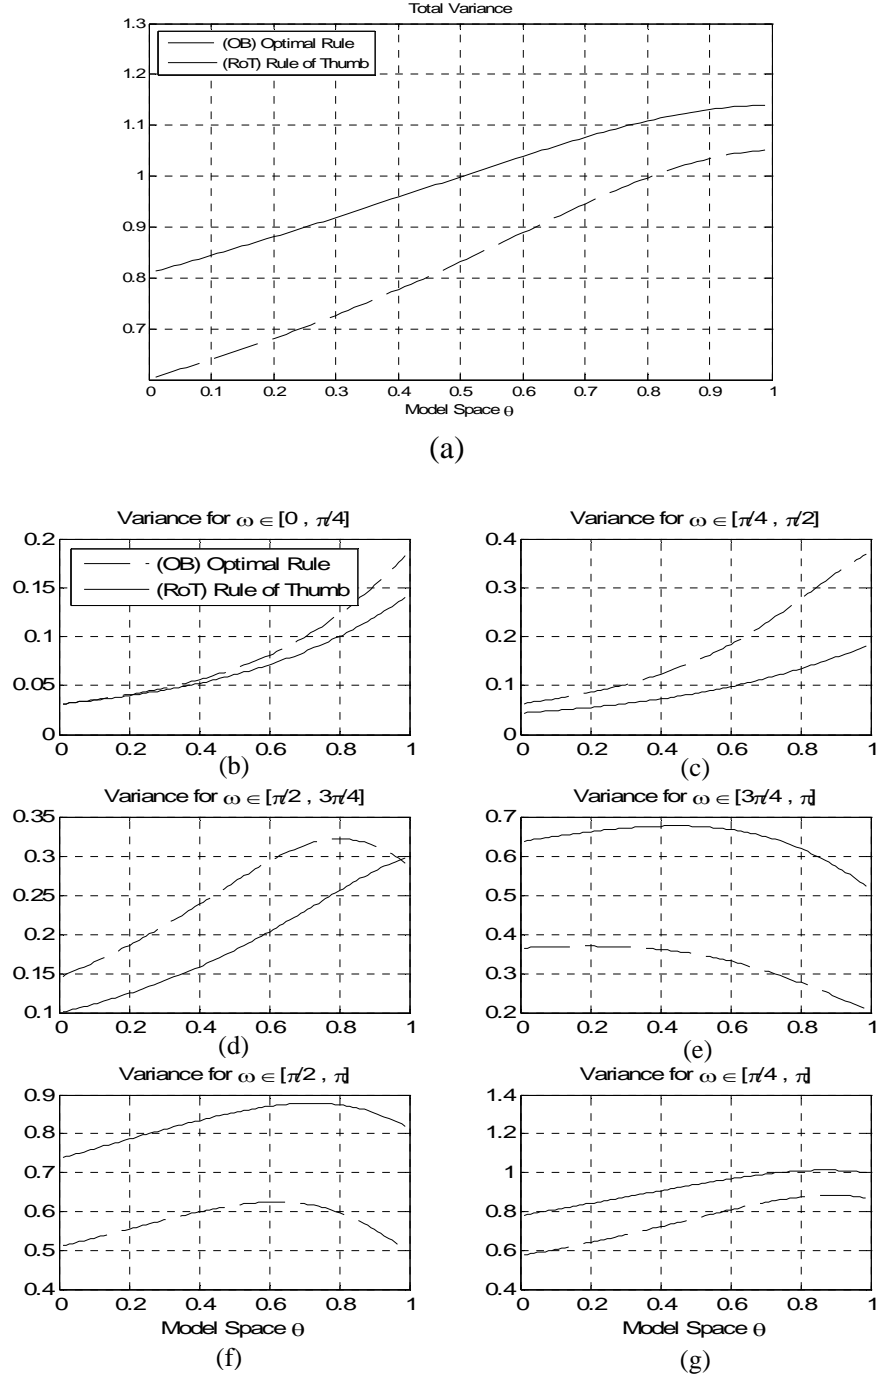 Total Variance
1.3
1.2
1.1
1
0.9
0.8
0.7
(OB) Optimal Rule
(RoT) Rule of Thumb
0 0.1 0.2 0.3 0.4 0.5 0.6 0.7 0.8 0.9 1
Model Space θ
(a)
Variance for ω ∈ [0 , π/4]
0.2
0.15
0.1
0.05
0
(OB) Optimal Rule
(RoT) Rule of Thumb
0 0.2 0.4 0.6 0.8 1
(b)
Variance for ω ∈ [π/4 , π/2]
0.4
0.3
0.2
0.1
0
0 0.2 0.4 0.6 0.8 1
(c)
Variance for ω ∈ [π/2 , 3π/4]
0.35
0.3
0.25
0.2
0.15
0.1
0 0.2 0.4 0.6 0.8 1
(d)
Variance for ω ∈ [3π/4 , π]
0.7
0.6
0.5
0.4
0.3
0.2
0 0.2 0.4 0.6 0.8 1
(e)
Variance for ω ∈ [π/2 , π]
0.9
0.8
0.7
0.6
0.5
0.4
0 0.2 0.4 0.6 0.8 1
Model Space θ
(f)
Variance for ω ∈ [π/4 , π]
1.4
1.2
1
0.8
0.6
0.4
0 0.2 0.4 0.6 0.8 1
Model Space θ
(g)